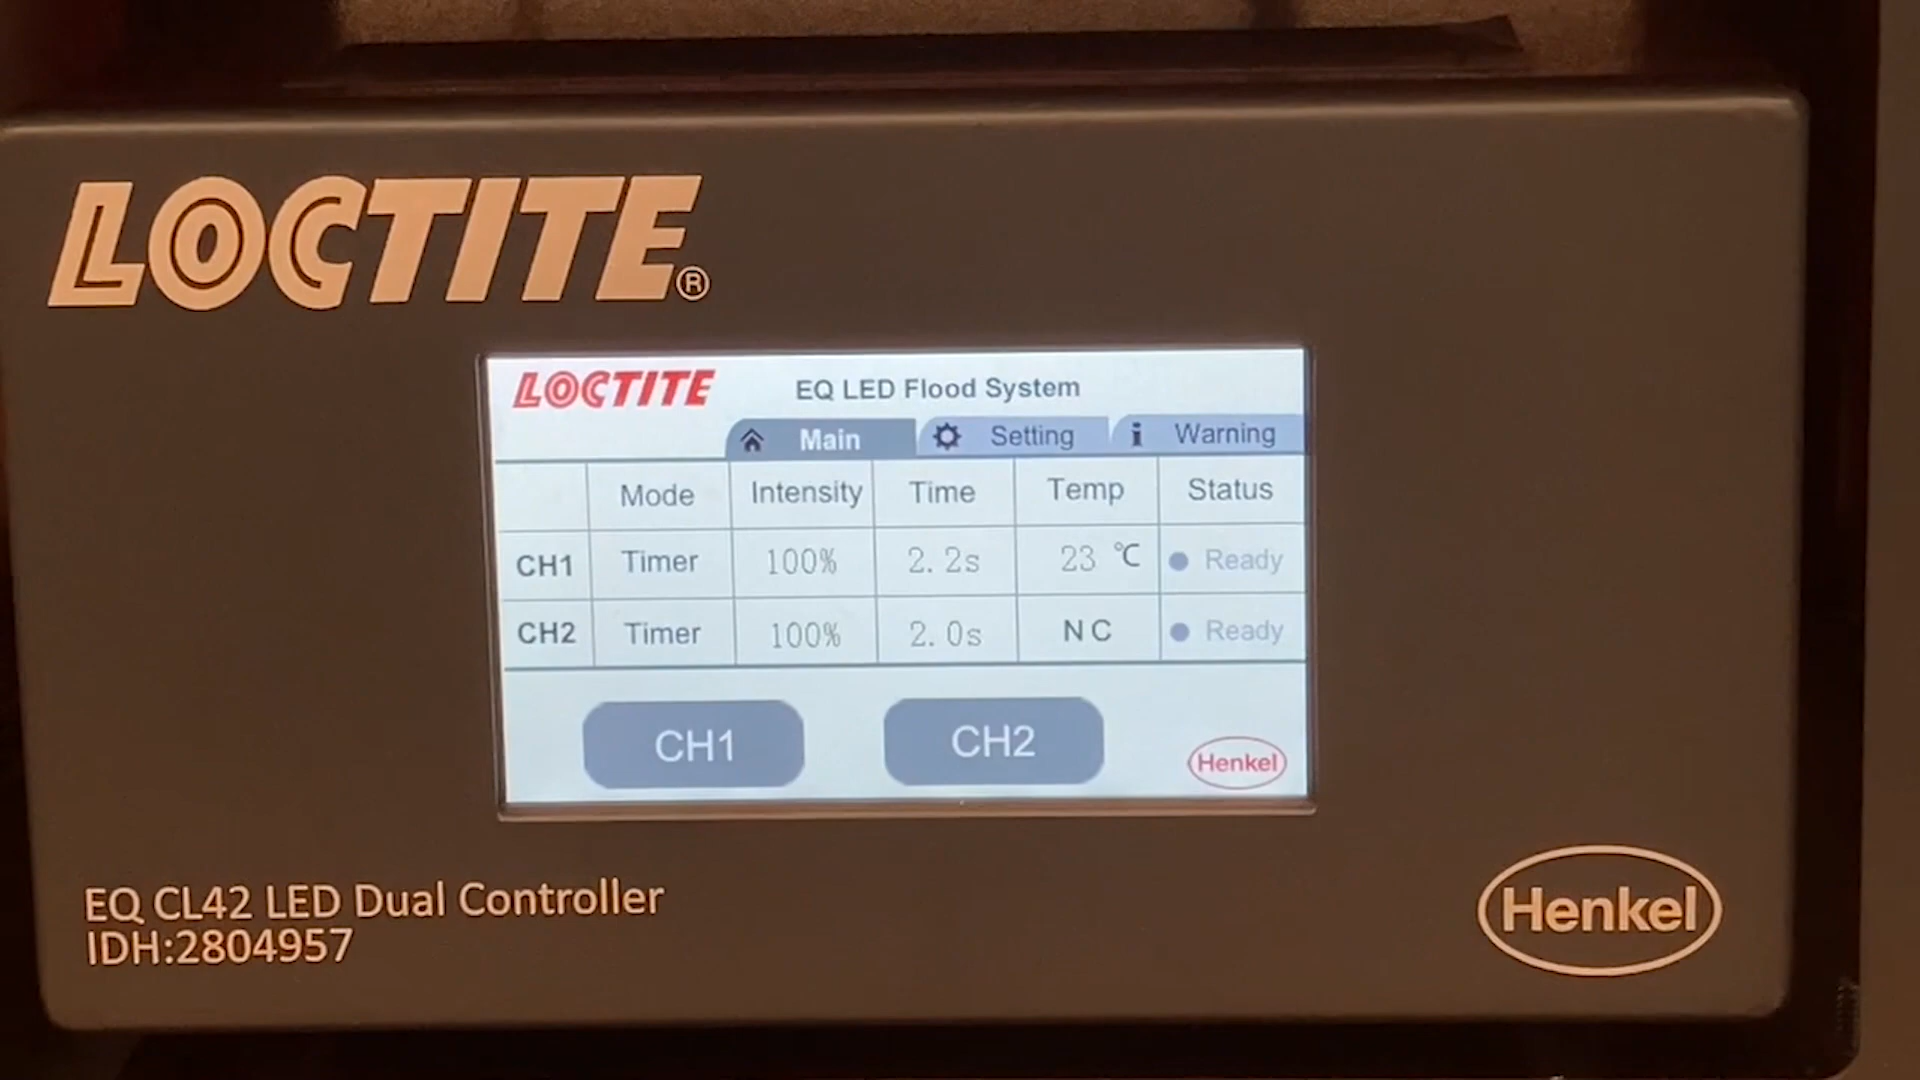 LOCTITE®
LOCTITE EQ LED Flood System
Main Setting Warning
Mode Intensity Time Temp Status
CH1 Timer 100% 2.2s 23 ℃ Ready
CH2 Timer 100% 2.0s NC Ready
CH1 CH2
Henkel
EQ CL42 LED Dual Controller
IDH:2804957
Henkel